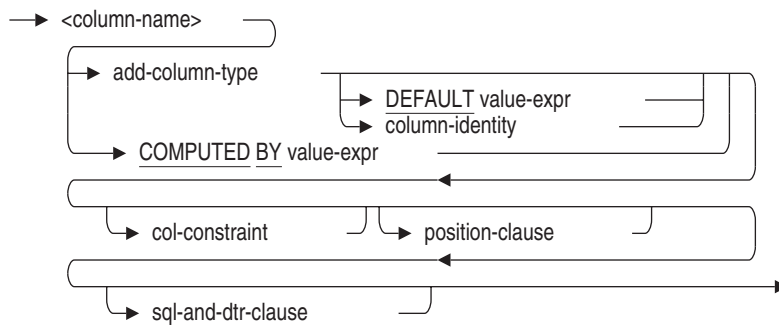 <column-name>
add-column-type
DEFAULT value-expr
column-identity
COMPUTED BY value-expr
col-constraint position-clause
sql-and-dtr-clause